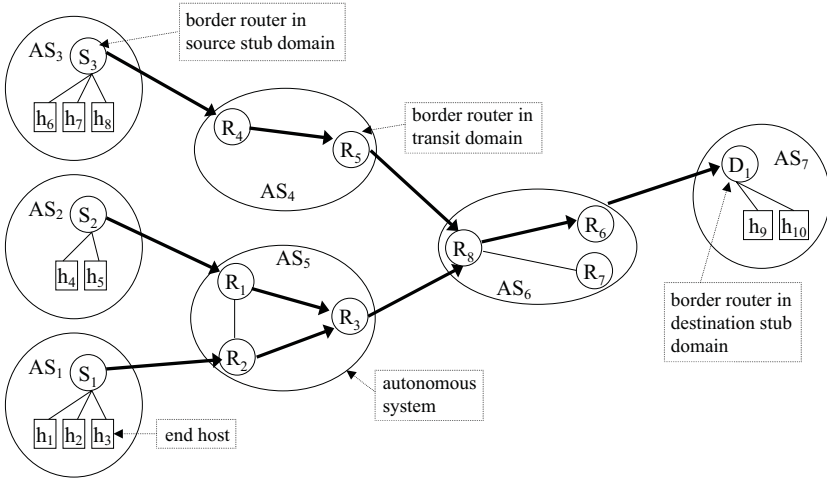 border router in
source stub domain
AS₃
S₃
h₆ h₇ h₈
R₄
R₅
AS₄
border router in
transit domain
AS₂
S₂
h₄ h₅
AS₅
R₁
R₂
R₃
R₈
R₆
R₇
AS₆
D₁
AS₇
h₉ h₁₀
border router in
destination stub
domain
AS₁
S₁
h₁ h₂ h₃
end host
autonomous
system